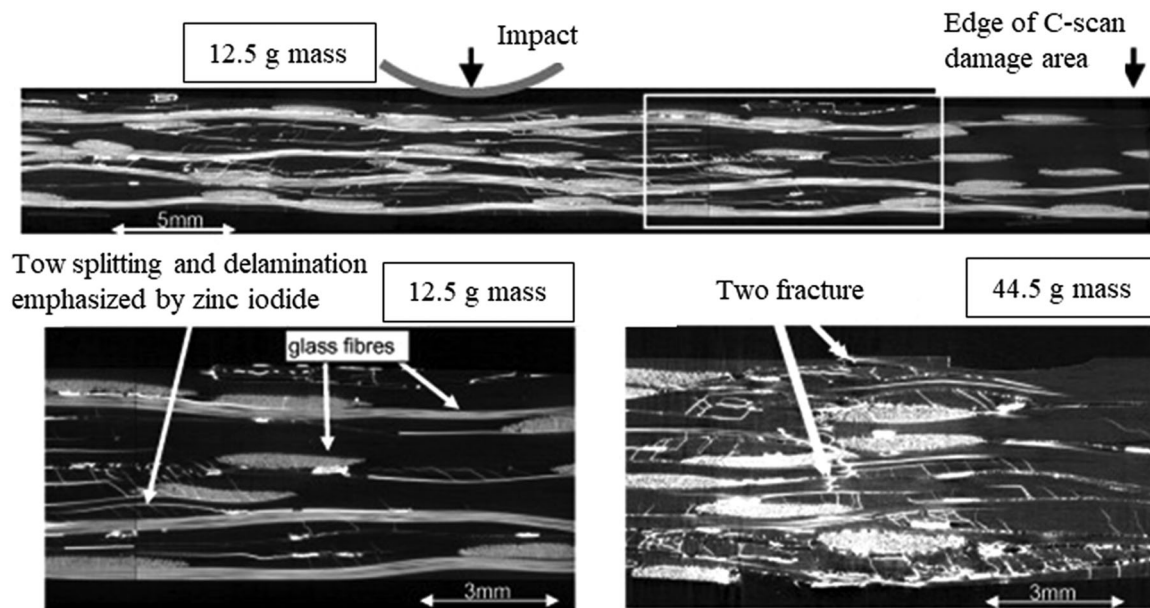 12.5 g mass
Impact
Edge of C-scan
damage area
5mm
Tow splitting and delamination
emphasized by zinc iodide
12.5 g mass
Two fracture
44.5 g mass
glass fibres
3mm
3mm